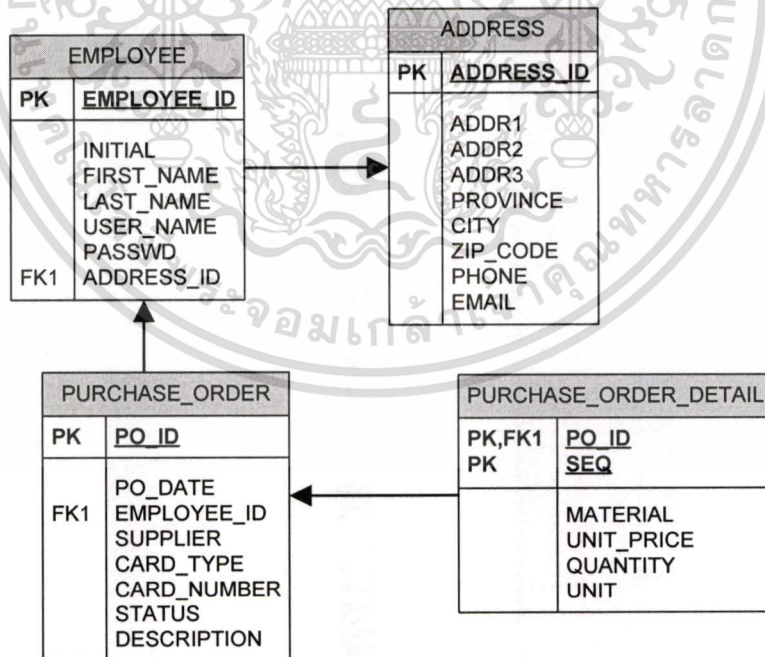 EMPLOYEE
PK EMPLOYEE_ID
INITIAL
FIRST_NAME
LAST_NAME
USER_NAME
PASSWD
FK1 ADDRESS_ID
ADDRESS
PK ADDRESS_ID
ADDR1
ADDR2
ADDR3
PROVINCE
CITY
ZIP_CODE
PHONE
EMAIL
PURCHASE_ORDER
PK PO_ID
PO_DATE
FK1 EMPLOYEE_ID
SUPPLIER
CARD_TYPE
CARD_NUMBER
STATUS
DESCRIPTION
PURCHASE_ORDER_DETAIL
PK,FK1 PO_ID
PK SEQ
MATERIAL
UNIT_PRICE
QUANTITY
UNIT